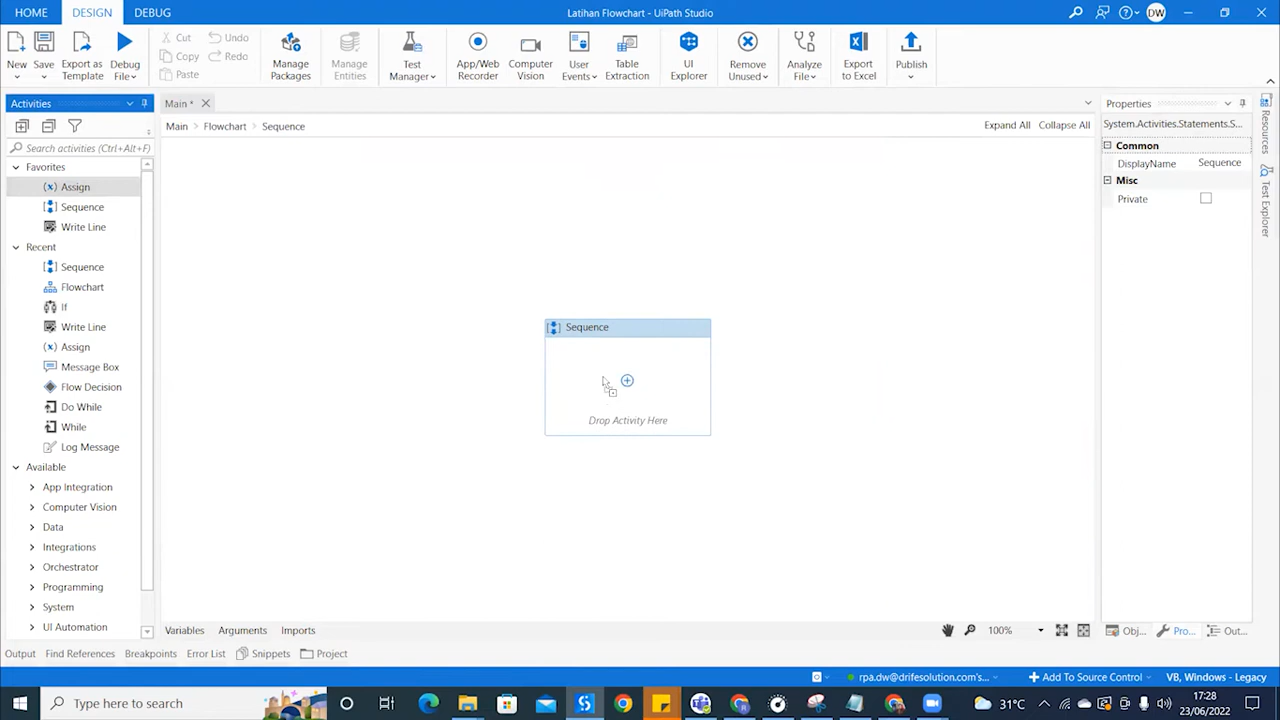 HOME
DESIGN
DEBUG
Latihan Flowchart - UiPath Studio
DW
New
Save
Export as Template
Debug File
Cut
Copy
Paste
Undo
Redo
Manage Packages
Manage Entities
Test Manager
App/Web Recorder
Computer Vision
User Events
Table Extraction
UI Explorer
Remove Unused
Analyze File
Export to Excel
Publish
Activities
Main *
Properties
Main > Flowchart > Sequence
Expand All
Collapse All
System.Activities.Statements.S...
Search activities (Ctrl+Alt+F)
Common
DisplayName
Sequence
Misc
Private
Favorites
Assign
Sequence
Write Line
Recent
Sequence
Flowchart
If
Write Line
Assign
Message Box
Flow Decision
Do While
While
Log Message
Available
App Integration
Computer Vision
Data
Integrations
Orchestrator
Programming
System
UI Automation
Sequence
Drop Activity Here
Resources
Test Explorer
Variables
Arguments
Imports
100%
Obj...
Pro...
Out...
Output
Find References
Breakpoints
Error List
Snippets
Project
rpa.dw@drifesolution.com's...
Add To Source Control
VB, Windows - Legacy
Type here to search
31°C
17:28
23/06/2022